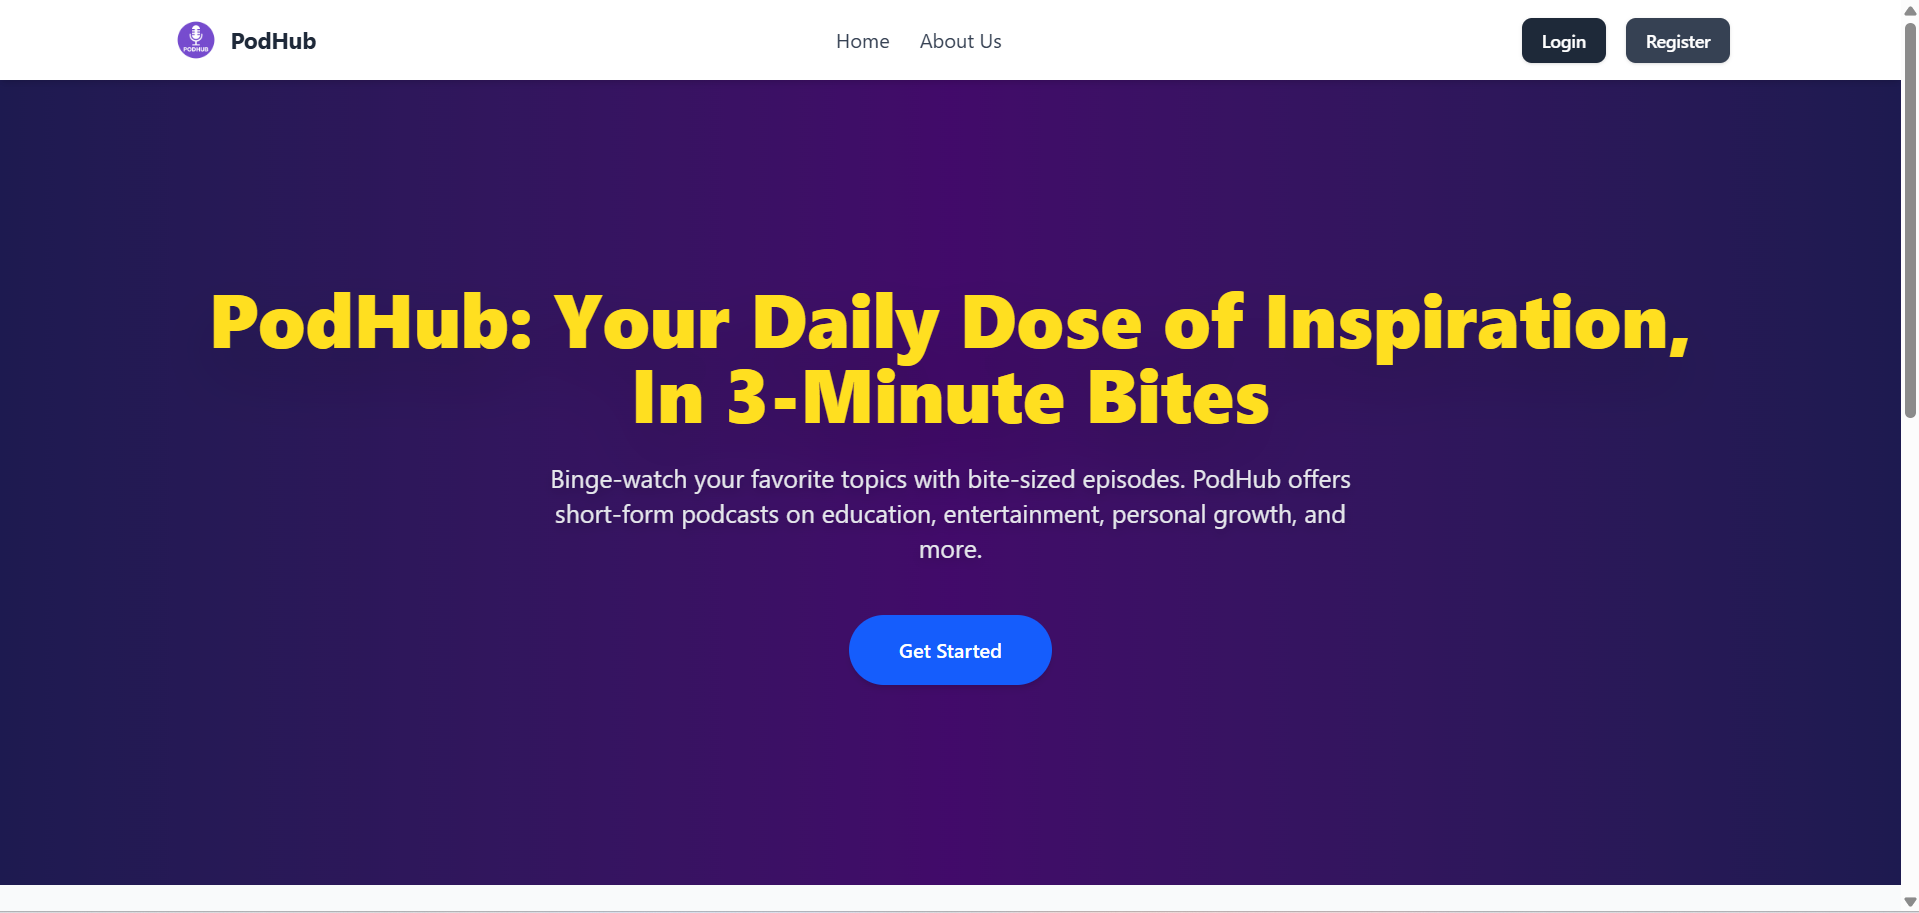 PODHUB
PodHub
Home
About Us
Login
Register
PodHub: Your Daily Dose of Inspiration,
In 3-Minute Bites
Binge-watch your favorite topics with bite-sized episodes. PodHub offers
short-form podcasts on education, entertainment, personal growth, and
more.
Get Started